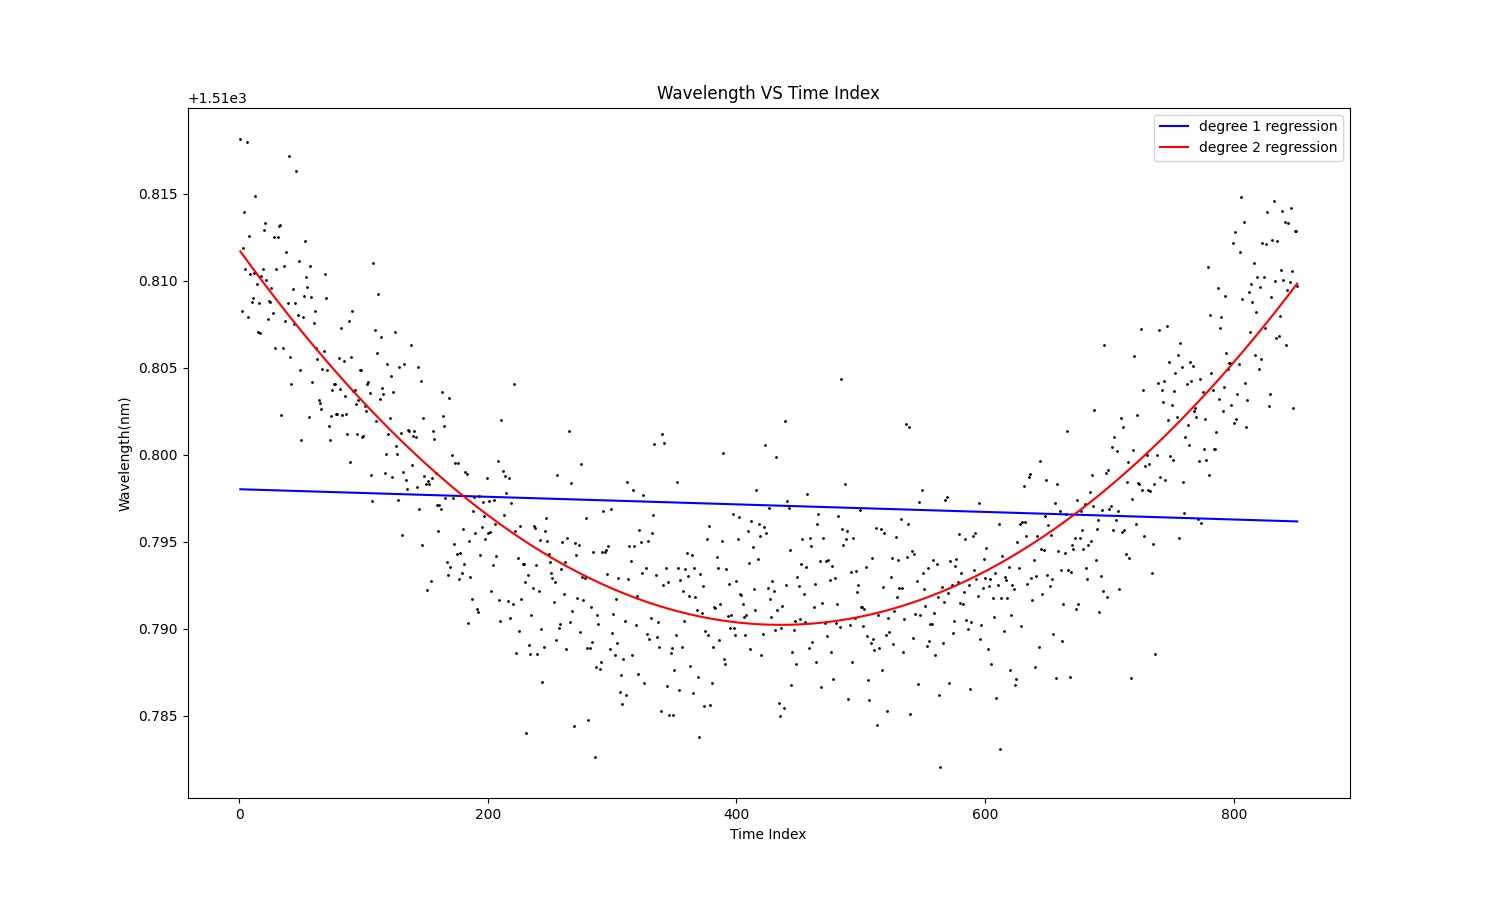 Wavelength VS Time Index
+1.51e3
degree 1 regression
degree 2 regression
0.815
0.810
0.805
0.800
0.795
0.790
0.785
Wavelength(nm)
0 200 400 600 800
Time Index